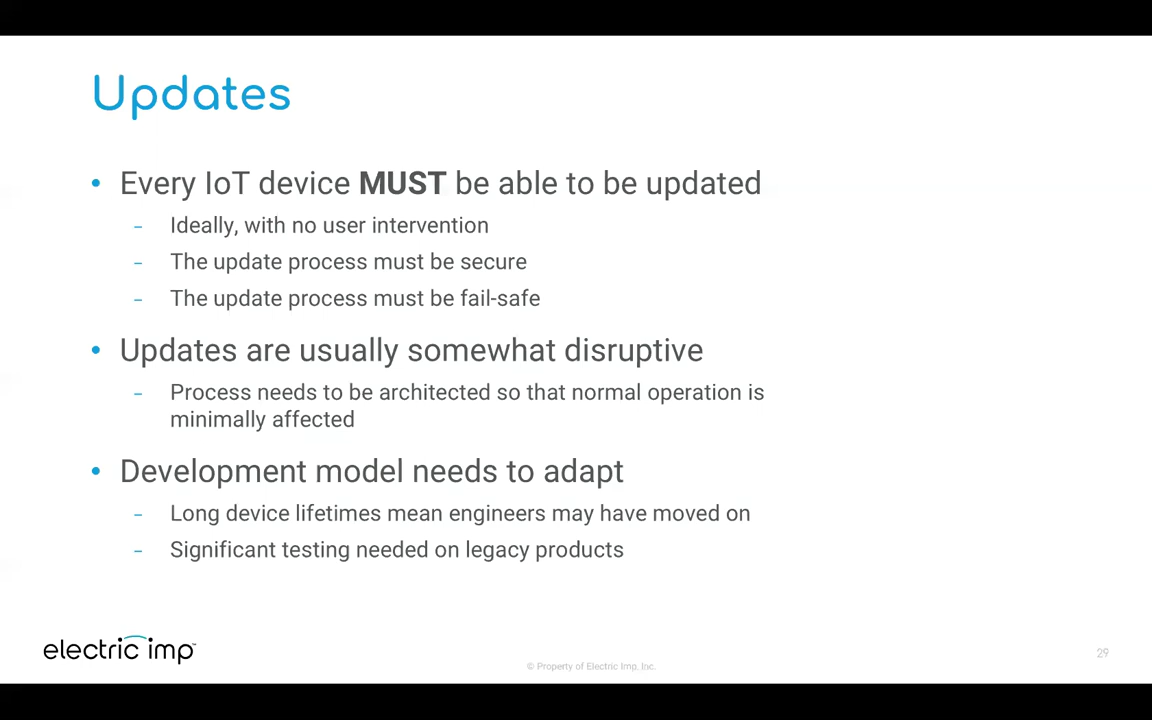 Updates
• Every IoT device MUST be able to be updated
- Ideally, with no user intervention
- The update process must be secure
- The update process must be fail-safe
• Updates are usually somewhat disruptive
- Process needs to be architected so that normal operation is
minimally affected
• Development model needs to adapt
- Long device lifetimes mean engineers may have moved on
- Significant testing needed on legacy products
electric imp™
© Property of Electric Imp, Inc.
29